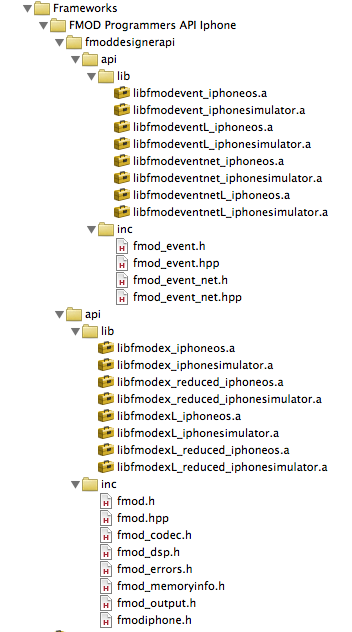 Frameworks
FMOD Programmers API Iphone
fmoddesignerapi
api
lib
libfmodevent_iphoneos.a
libfmodevent_iphonesimulator.a
libfmodeventL_iphoneos.a
libfmodeventL_iphonesimulator.a
libfmodeventnet_iphoneos.a
libfmodeventnet_iphonesimulator.a
libfmodeventnetL_iphoneos.a
libfmodeventnetL_iphonesimulator.a
inc
fmod_event.h
fmod_event.hpp
fmod_event_net.h
fmod_event_net.hpp
api
lib
libfmodex_iphoneos.a
libfmodex_iphonesimulator.a
libfmodex_reduced_iphoneos.a
libfmodex_reduced_iphonesimulator.a
libfmodexL_iphoneos.a
libfmodexL_iphonesimulator.a
libfmodexL_reduced_iphoneos.a
libfmodexL_reduced_iphonesimulator.a
inc
fmod.h
fmod.hpp
fmod_codec.h
fmod_dsp.h
fmod_errors.h
fmod_memoryinfo.h
fmod_output.h
fmodiphone.h